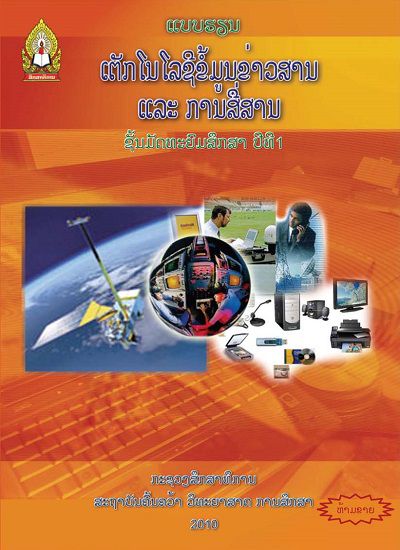 ແບບຮຽນ
ເຕັກໂນໂລຊີຂໍ້ມູນຂ່າວສານ
ແລະ ການສື່ສານ
ຊັ້ນມັດທະຍົມສຶກສາ ປີທີ1
ກະຊວງສຶກສາທິການ
ສະຖາບັນຄົ້ນຄວ້າ ວິທະຍາສາດ ການສຶກສາ
2010
ຫ້າມຂາຍ